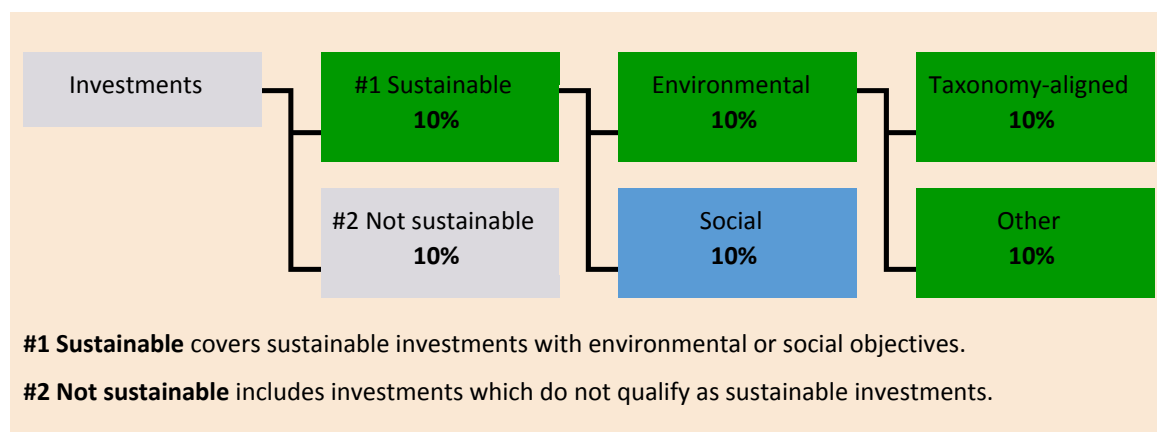 Investments
#1 Sustainable
10%
Environmental
10%
Taxonomy-aligned
10%
#2 Not sustainable
10%
Social
10%
Other
10%
#1 Sustainable covers sustainable investments with environmental or social objectives.
#2 Not sustainable includes investments which do not qualify as sustainable investments.